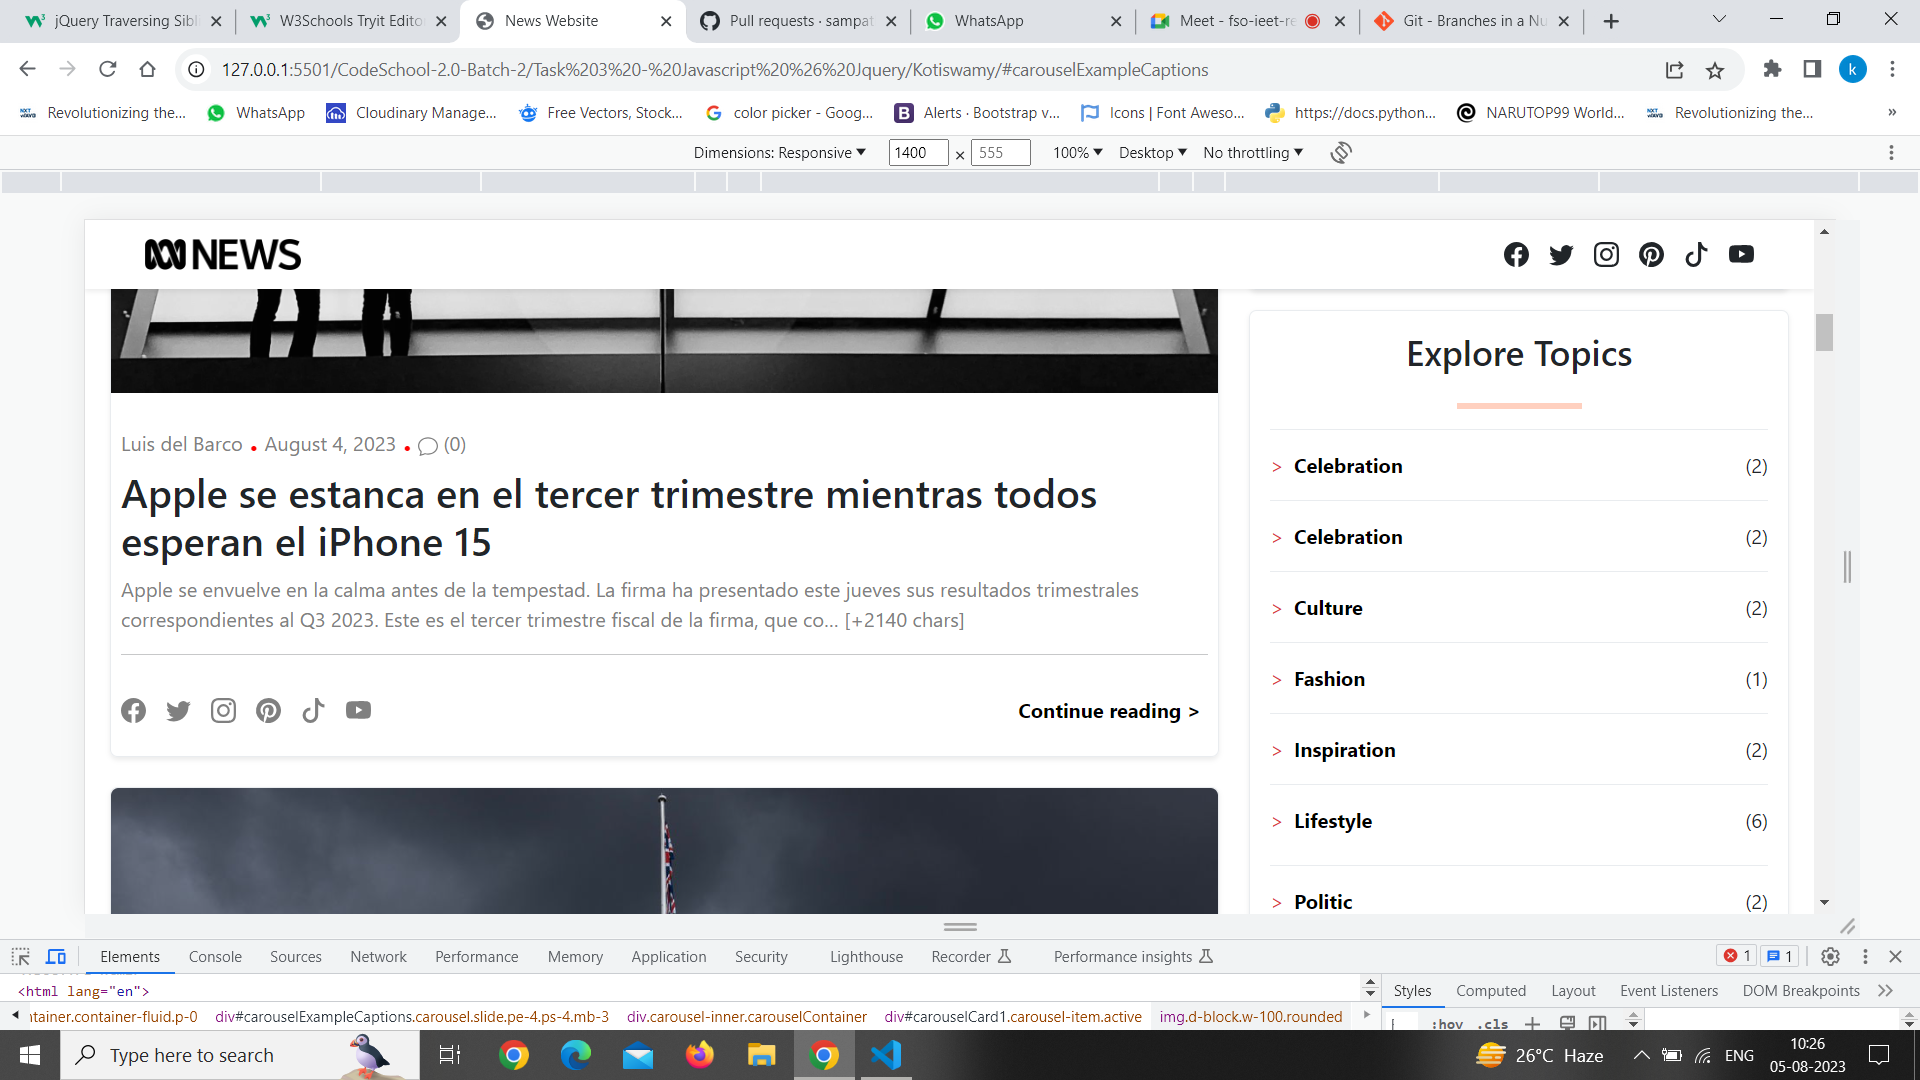 jQuery Traversing Sibli
W3Schools Tryit Edito
News Website
Pull requests · sampat
WhatsApp
Meet - fso-ieet-re
Git - Branches in a Nu
127.0.0.1:5501/CodeSchool-2.0-Batch-2/Task%203%20-%20Javascript%20%26%20Jquery/Kotiswamy/#carouselExampleCaptions
k
Revolutionizing the...
WhatsApp
Cloudinary Manage...
Free Vectors, Stock...
color picker - Goog...
Alerts · Bootstrap v...
Icons | Font Aweso...
https://docs.python...
NARUTOP99 World...
Revolutionizing the...
»
Dimensions: Responsive
1400 × 555
100%
Desktop
No throttling
NEWS
Luis del Barco • August 4, 2023 • (0)
Apple se estanca en el tercer trimestre mientras todos
esperan el iPhone 15
Apple se envuelve en la calma antes de la tempestad. La firma ha presentado este jueves sus resultados trimestrales
correspondientes al Q3 2023. Este es el tercer trimestre fiscal de la firma, que co… [+2140 chars]
Continue reading >
Explore Topics
> Celebration (2)
> Celebration (2)
> Culture (2)
> Fashion (1)
> Inspiration (2)
> Lifestyle (6)
> Politic (2)
Elements
Console
Sources
Network
Performance
Memory
Application
Security
Lighthouse
Recorder
Performance insights
1
1
<html lang="en">
ntainer.container-fluid.p-0
div#carouselExampleCaptions.carousel.slide.pe-4.ps-4.mb-3
div.carousel-inner.carouselContainer
div#carouselCard1.carousel-item.active
img.d-block.w-100.rounded
Styles
Computed
Layout
Event Listeners
DOM Breakpoints
:hov .cls
Type here to search
26°C Haze
ENG
10:26
05-08-2023